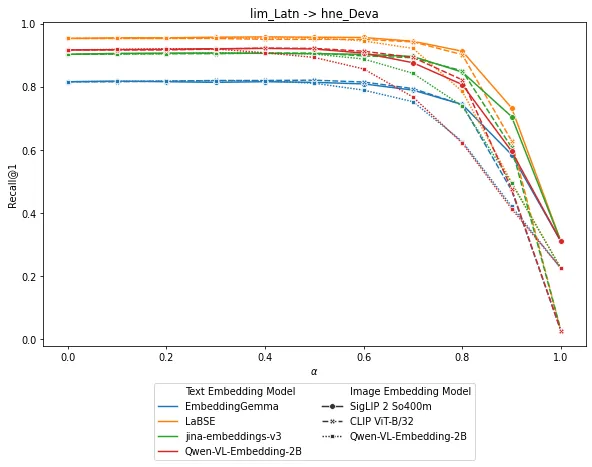 lim_Latn -> hne_Deva
Recall@1
1.0
0.8
0.6
0.4
0.2
0.0
0.0 0.2 0.4 0.6 0.8 1.0
α
Text Embedding Model
EmbeddingGemma
LaBSE
jina-embeddings-v3
Qwen-VL-Embedding-2B
Image Embedding Model
SigLIP 2 So400m
CLIP ViT-B/32
Qwen-VL-Embedding-2B